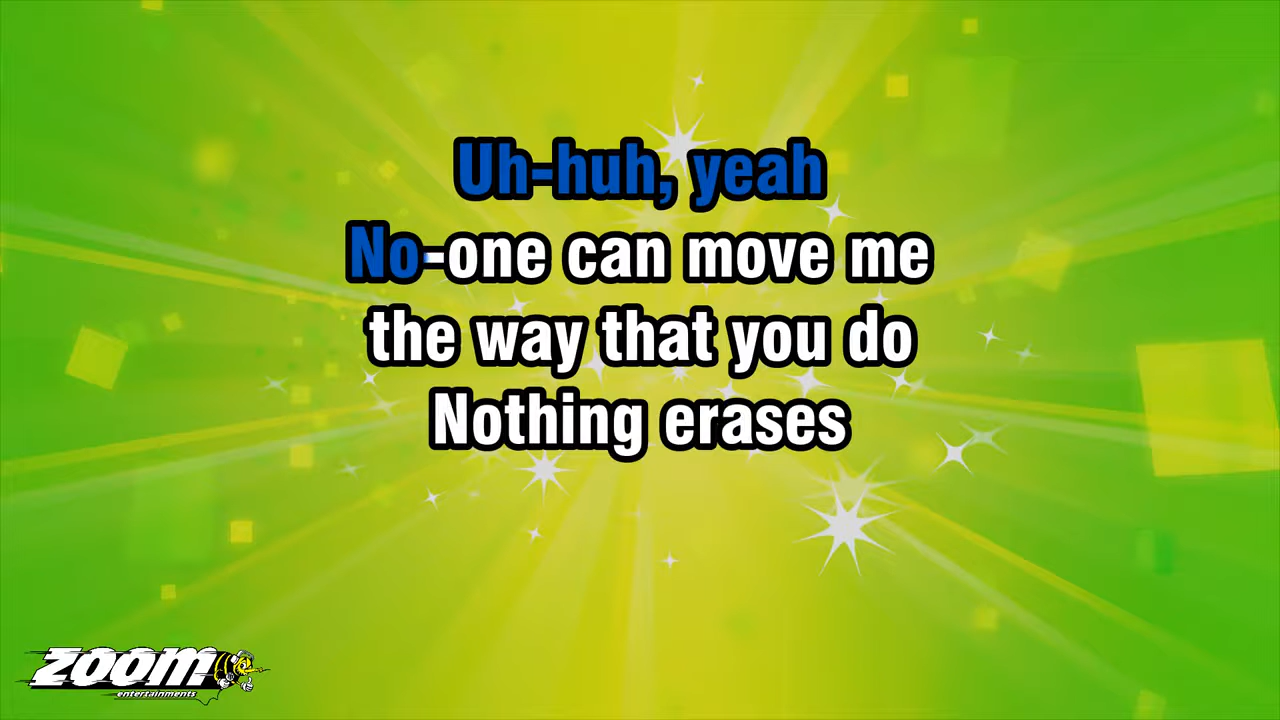 Uh-huh, yeah
No-one can move me
the way that you do
Nothing erases
zoom
entertainments